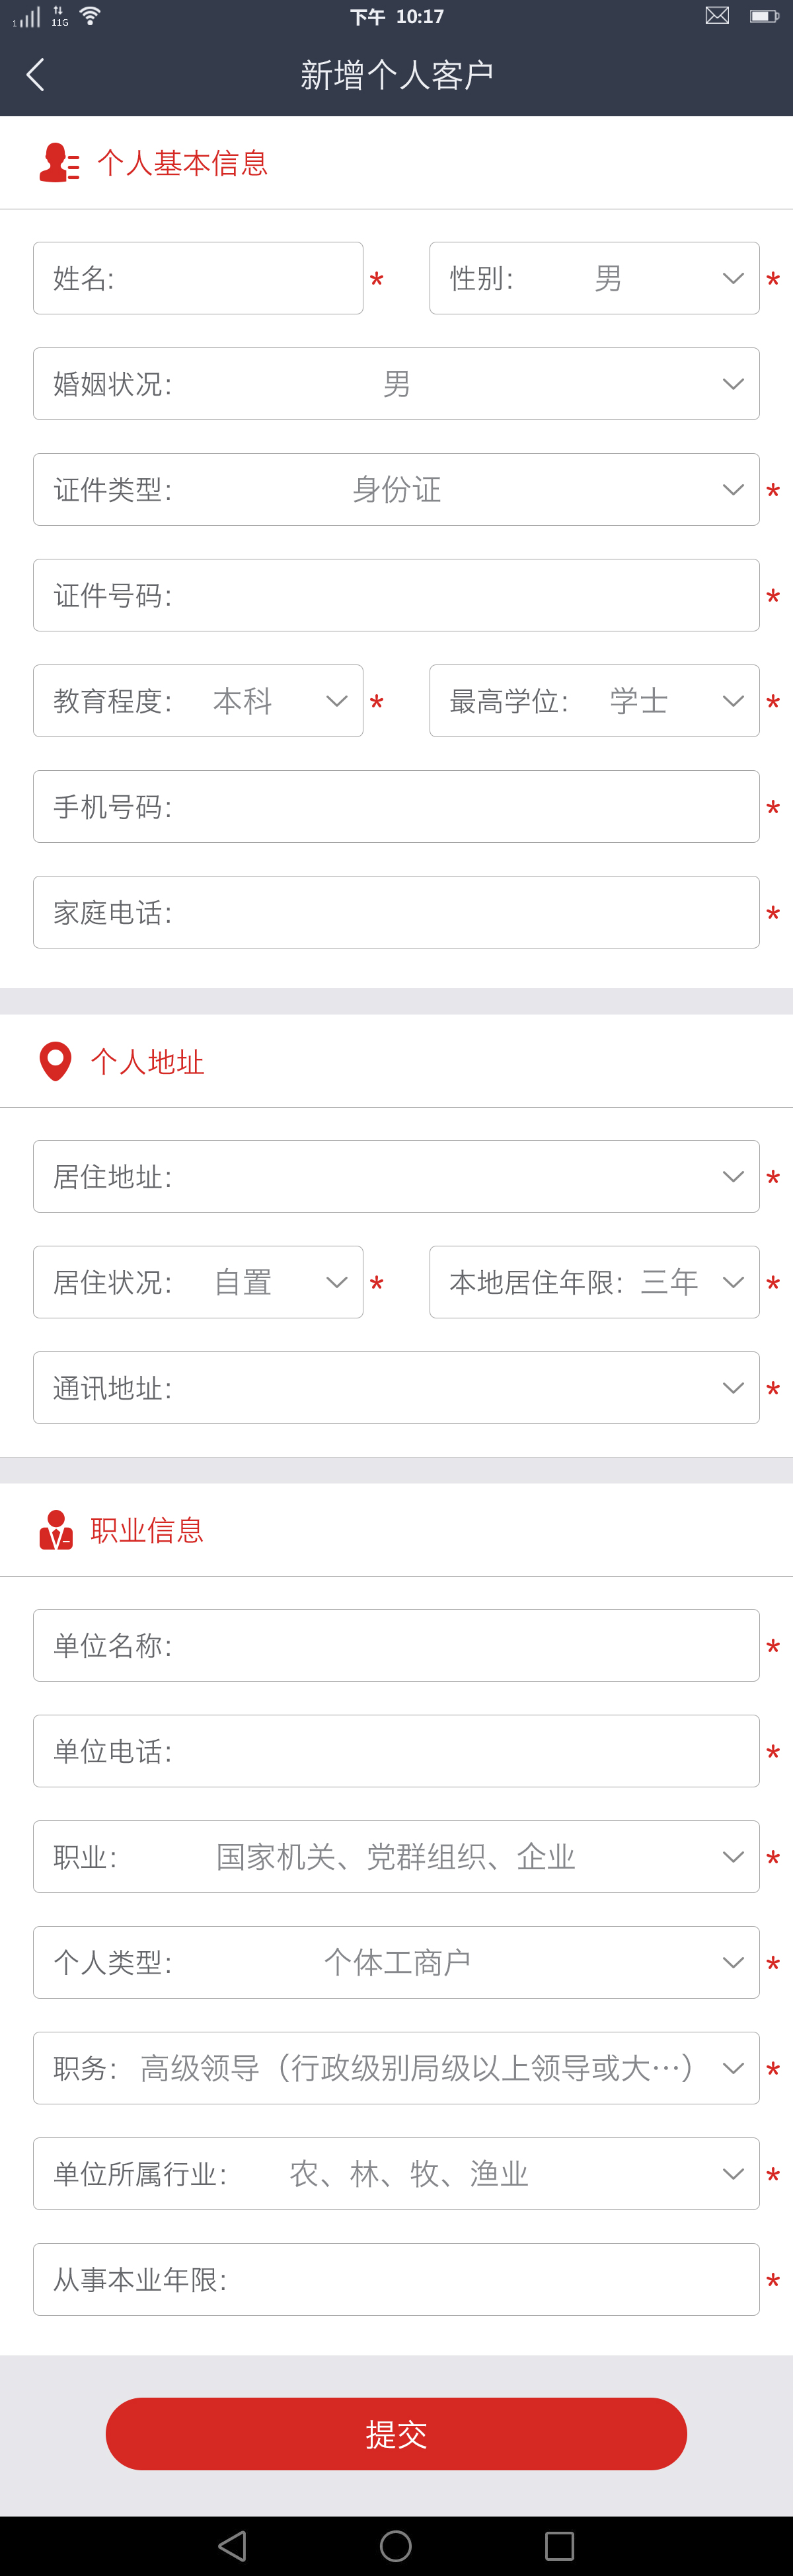 1 11G 下午 10:17
新增个人客户
个人基本信息
姓名: * 性别: 男 *
婚姻状况: 男
证件类型: 身份证 *
证件号码: *
教育程度: 本科 * 最高学位: 学士 *
手机号码: *
家庭电话: *
个人地址
居住地址: *
居住状况: 自置 * 本地居住年限: 三年 *
通讯地址: *
职业信息
单位名称: *
单位电话: *
职业: 国家机关、党群组织、企业 *
个人类型: 个体工商户 *
职务: 高级领导（行政级别局级以上领导或大…） *
单位所属行业: 农、林、牧、渔业 *
从事本业年限: *
提交